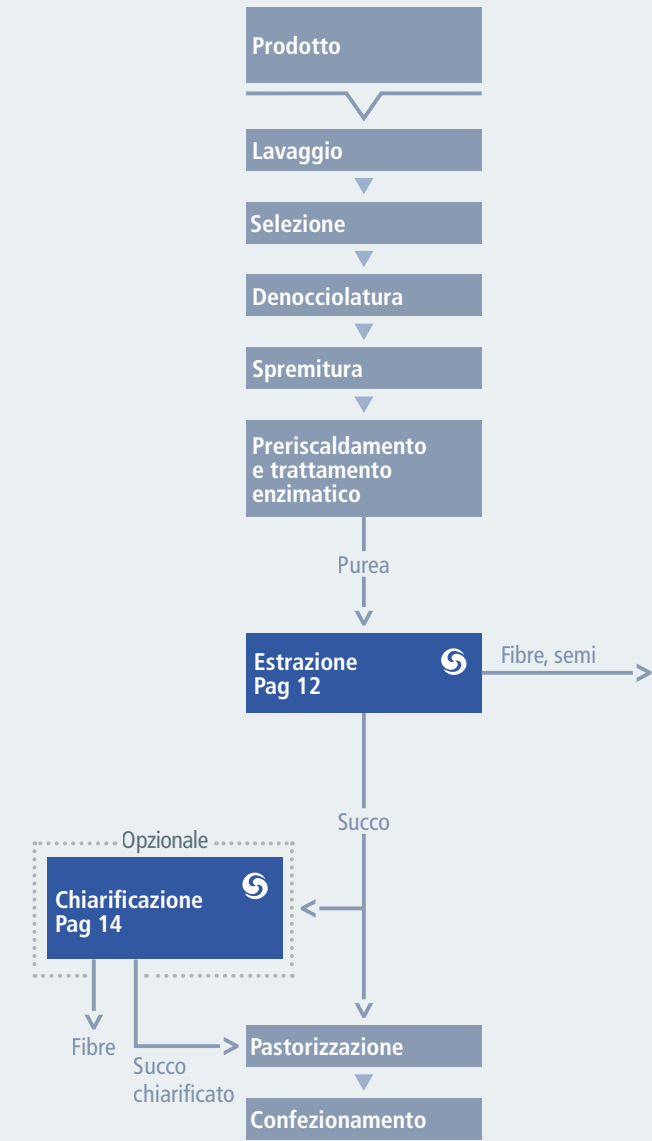 Prodotto
Lavaggio
Selezione
Denocciolatura
Spremitura
Preriscaldamento
e trattamento
enzimatico
Purea
Estrazione
Pag 12
Fibre, semi
Succo
Opzionale
Chiarificazione
Pag 14
Fibre
Succo
chiarificato
Pastorizzazione
Confezionamento